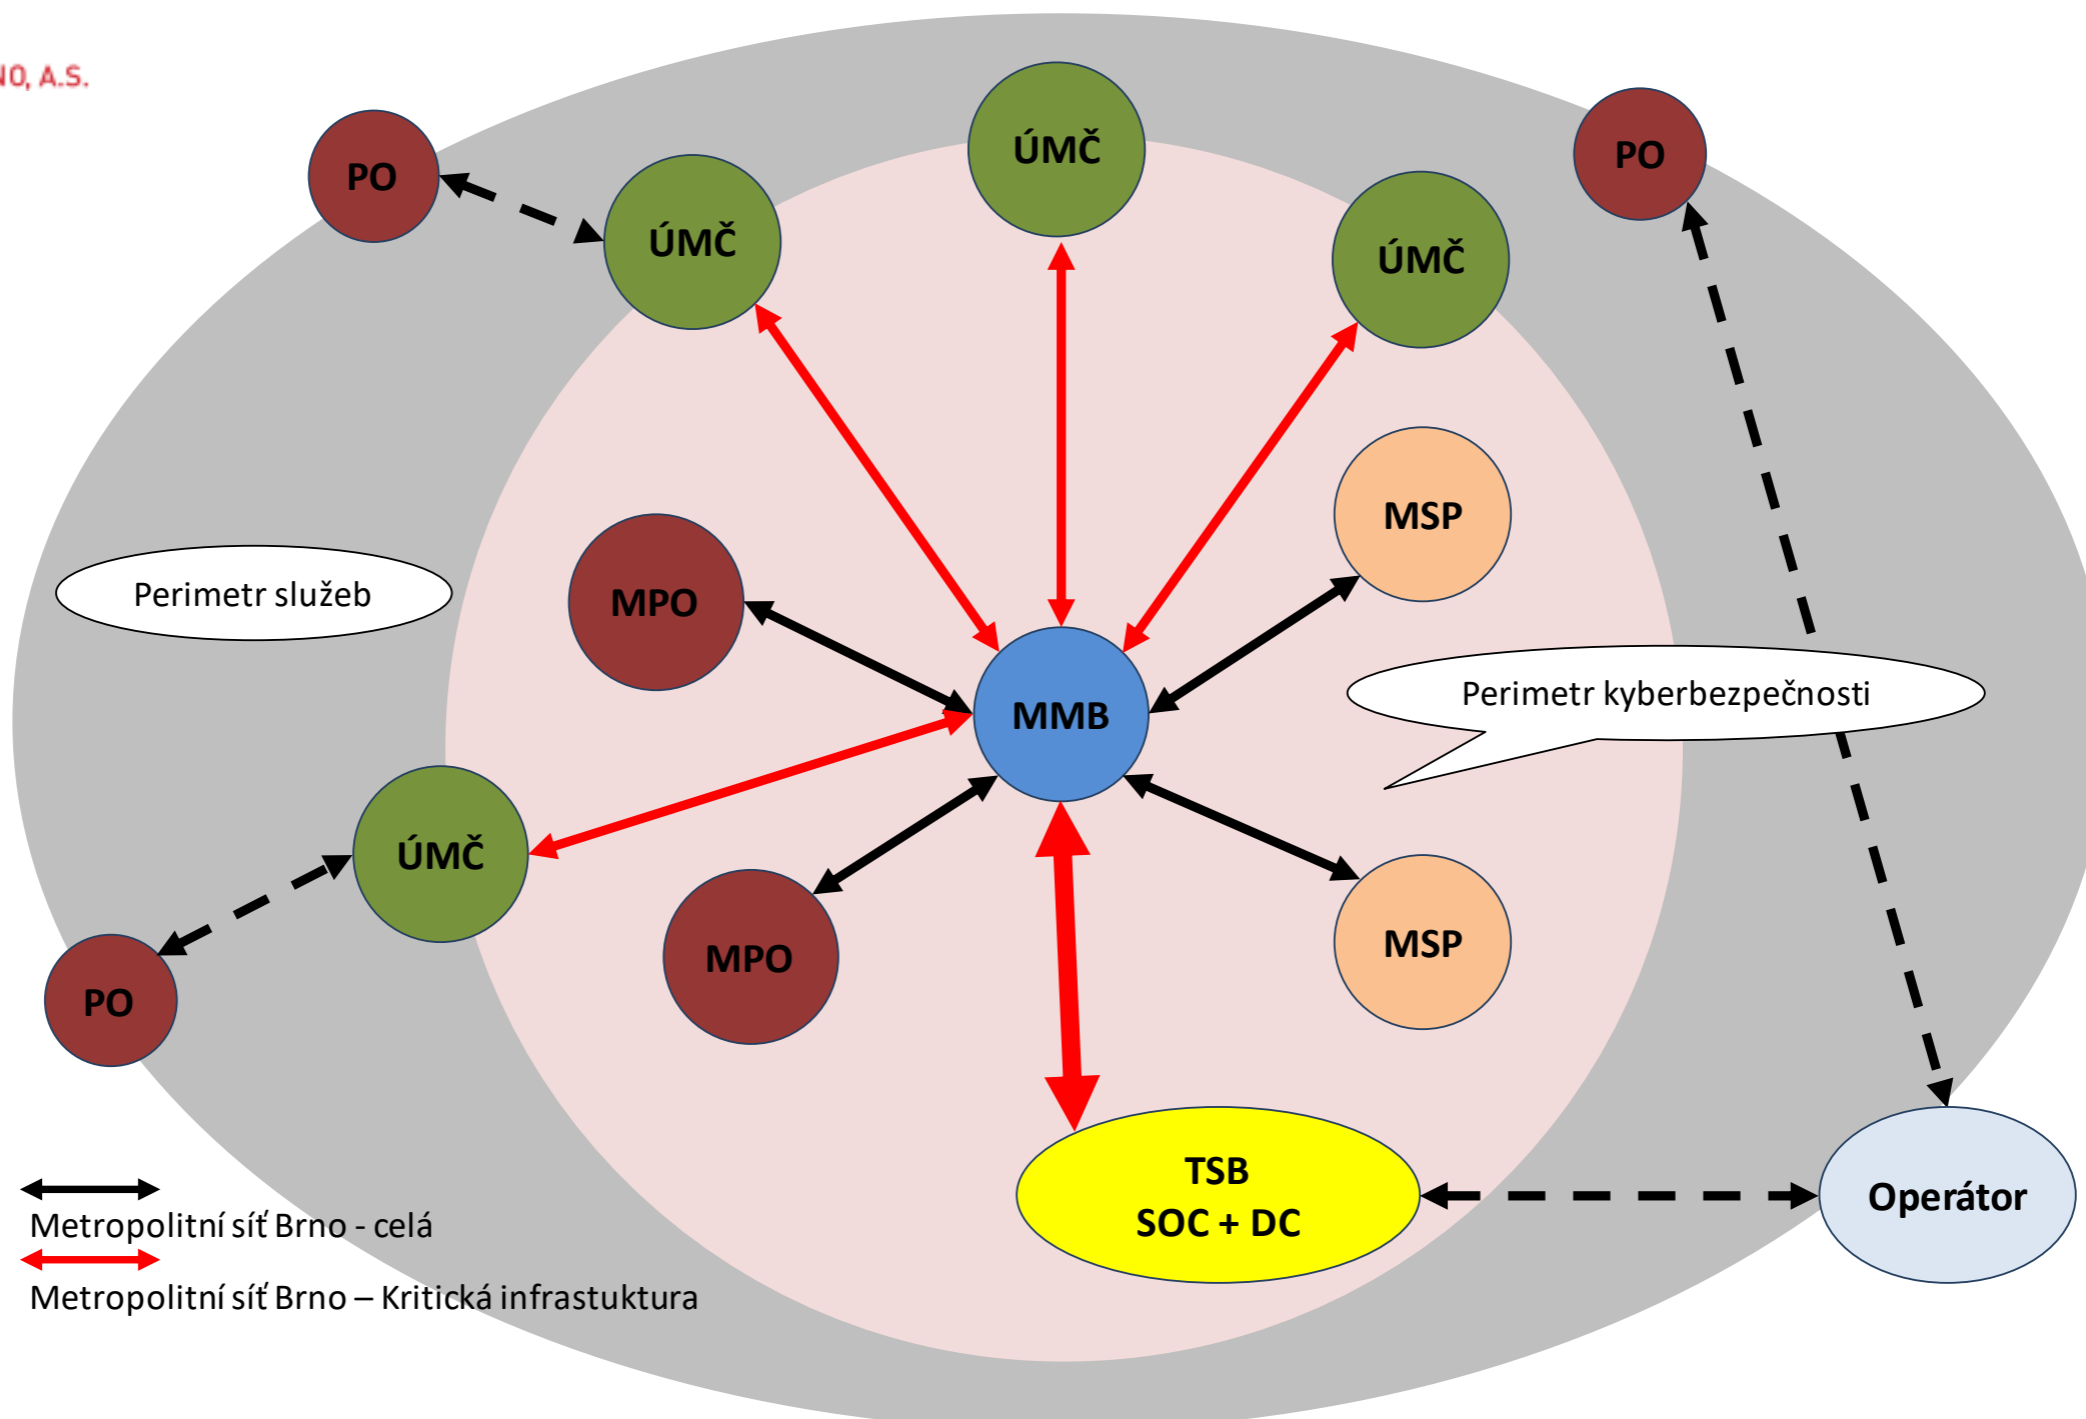 NO, A.S.
ÚMČ
PO
PO
ÚMČ
ÚMČ
MSP
Perimetr služeb
MPO
Perimetr kyberbezpečnosti
MMB
ÚMČ
MSP
MPO
PO
TSB
SOC + DC
Operátor
Metropolitní síť Brno - celá
Metropolitní síť Brno – Kritická infrastuktura